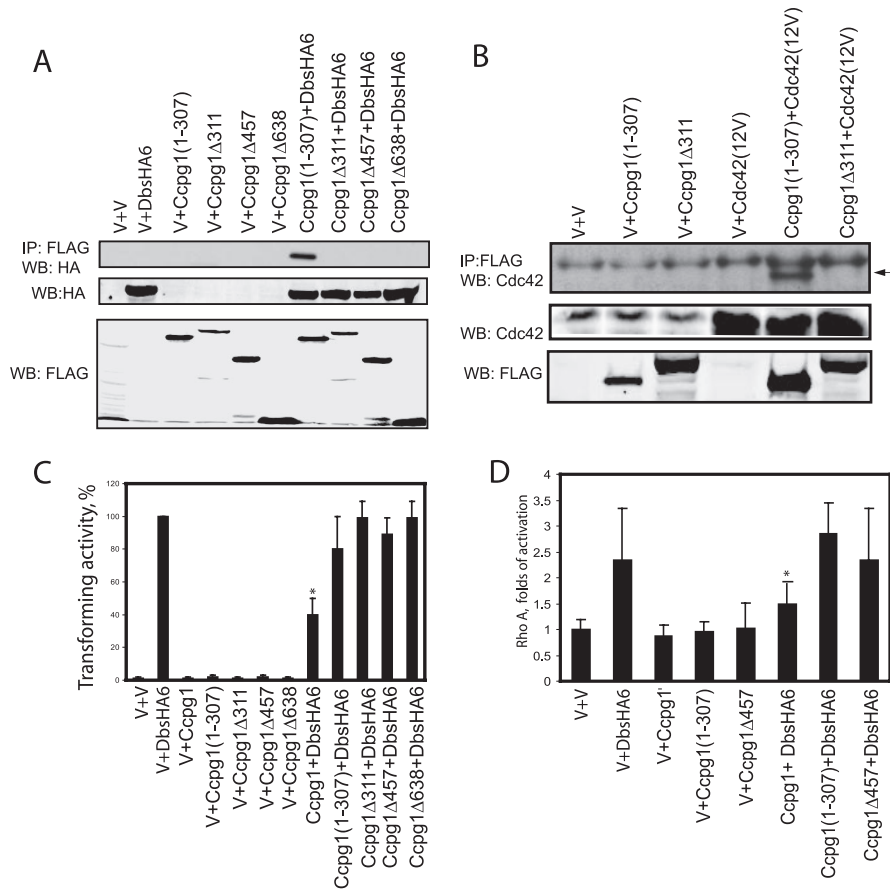 A
V+V
V+DbsHA6
V+Ccpg1(1-307)
V+Ccpg1Δ311
V+Ccpg1Δ457
V+Ccpg1Δ638
Ccpg1(1-307)+DbsHA6
Ccpg1Δ311+DbsHA6
Ccpg1Δ457+DbsHA6
Ccpg1Δ638+DbsHA6
IP: FLAG
WB: HA
WB:HA
WB: FLAG
B
V+V
V+Ccpg1(1-307)
V+Ccpg1Δ311
V+Cdc42(12V)
Ccpg1(1-307)+Cdc42(12V)
Ccpg1Δ311+Cdc42(12V)
IP:FLAG
WB: Cdc42
WB: Cdc42
WB: FLAG
C
Transforming activity, %
120
100
80
60
40
20
0
*
V+V
V+DbsHA6
V+Ccpg1
V+Ccpg1(1-307)
V+Ccpg1Δ311
V+Ccpg1Δ457
V+Ccpg1Δ638
Ccpg1+DbsHA6
Ccpg1(1-307)+DbsHA6
Ccpg1Δ311+DbsHA6
Ccpg1Δ457+DbsHA6
Ccpg1Δ638+DbsHA6
D
Rho A, folds of activation
4
3.5
3
2.5
2
1.5
1
0.5
0
*
V+V
V+DbsHA6
V+Ccpg1'
V+Ccpg1(1-307)
V+Ccpg1Δ457
Ccpg1+ DbsHA6
Ccpg1(1-307)+DbsHA6
Ccpg1Δ457+DbsHA6